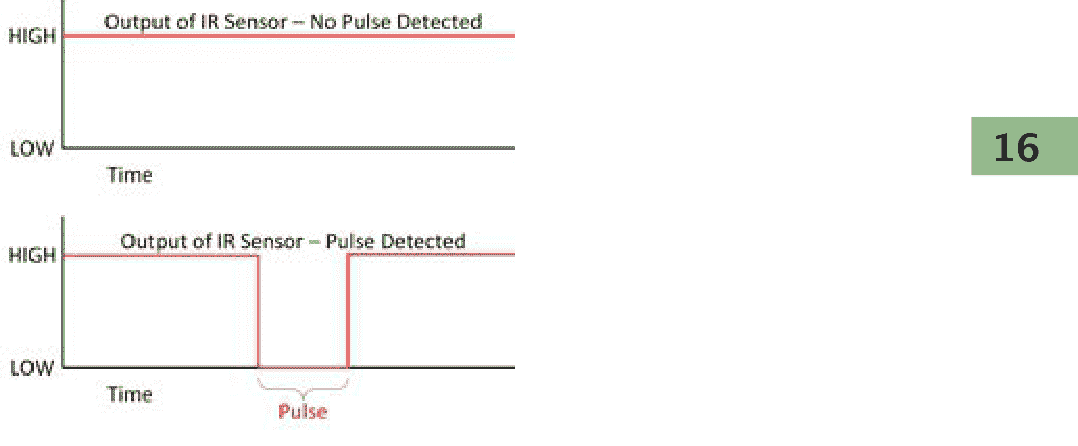 Output of IR Sensor – No Pulse Detected
HIGH
LOW
Time
16
Output of IR Sensor – Pulse Detected
HIGH
LOW
Time
Pulse